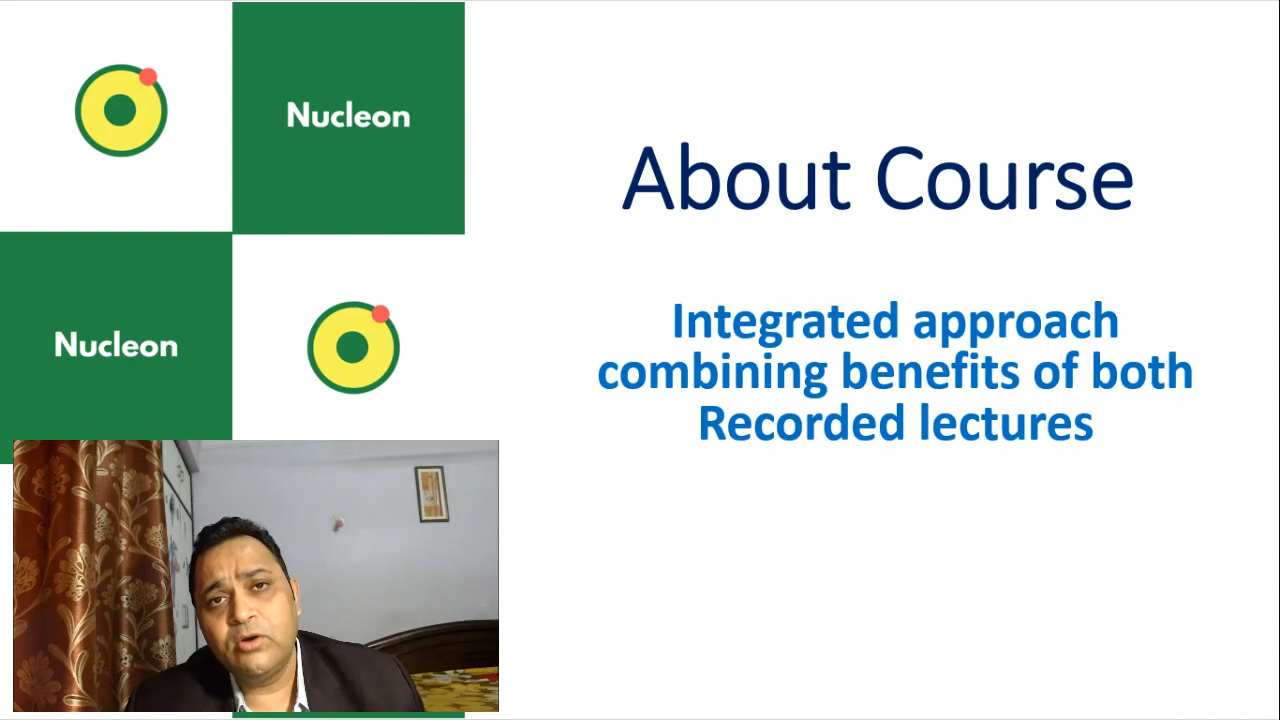 Nucleon
About Course
Nucleon
Integrated approach
combining benefits of both
Recorded lectures